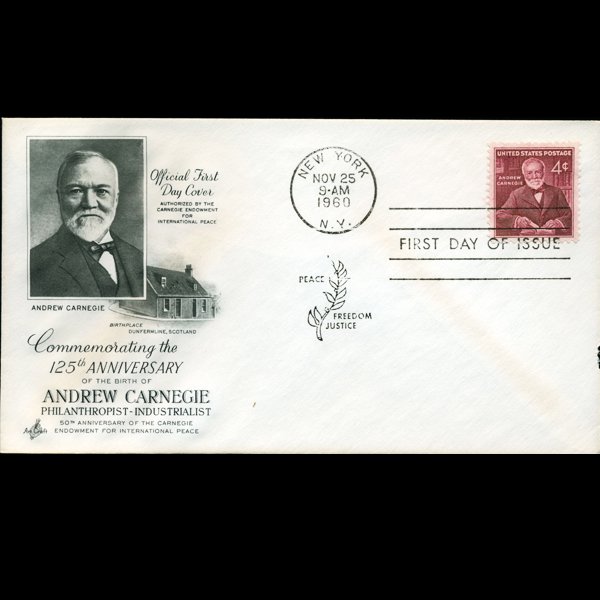 Official First
Day Cover
AUTHORIZED BY THE
CARNEGIE ENDOWMENT
FOR
INTERNATIONAL PEACE
ANDREW CARNEGIE
BIRTHPLACE
DUNFERMLINE, SCOTLAND
Commemorating the
125th ANNIVERSARY
OF THE BIRTH OF
ANDREW CARNEGIE
PHILANTHROPIST-INDUSTRIALIST
50TH ANNIVERSARY OF THE CARNEGIE
ENDOWMENT FOR INTERNATIONAL PEACE
Art Craft
NEW YORK
NOV 25
9-AM
1960
N.Y.
PEACE
FREEDOM
JUSTICE
UNITED STATES POSTAGE
4¢
ANDREW
CARNEGIE
FIRST DAY OF ISSUE